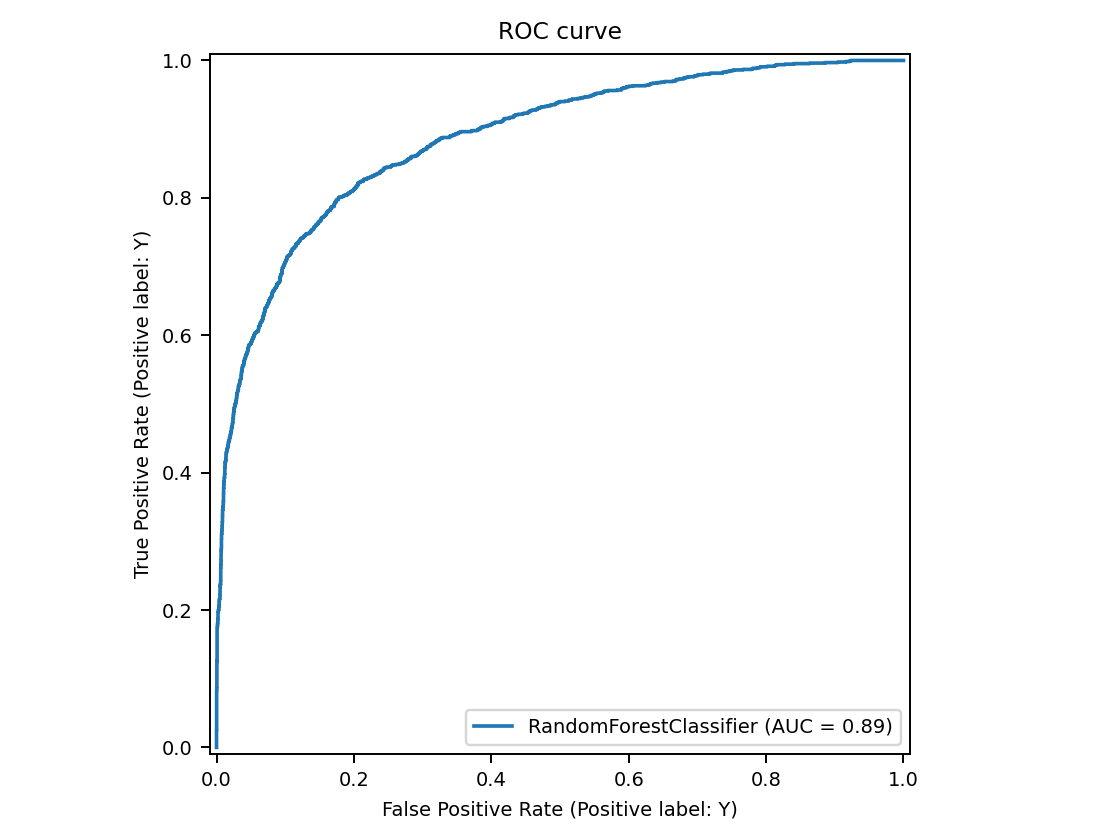 ROC curve
True Positive Rate (Positive label: Y)
1.0
0.8
0.6
0.4
0.2
0.0
RandomForestClassifier (AUC = 0.89)
0.0 0.2 0.4 0.6 0.8 1.0
False Positive Rate (Positive label: Y)